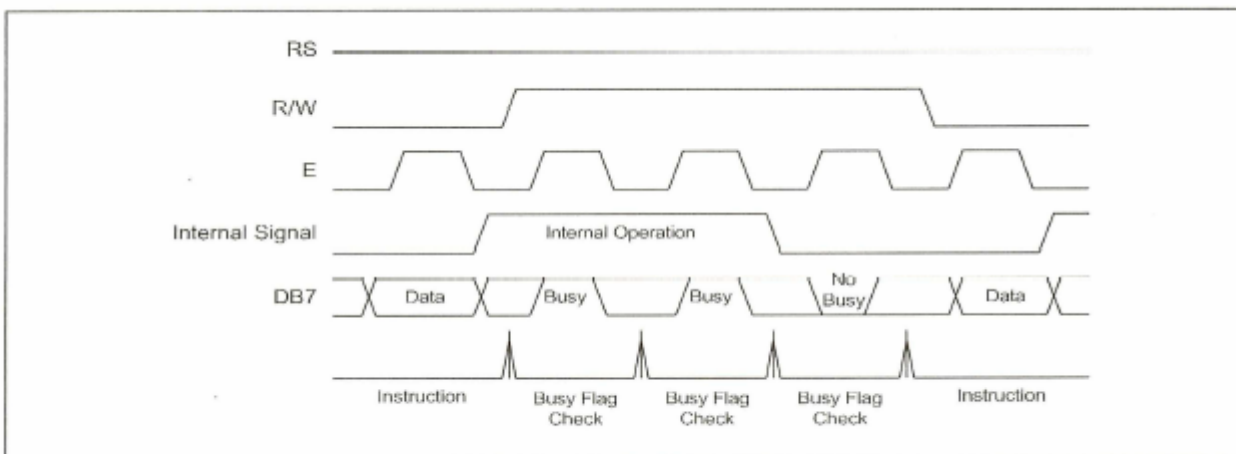 RS
R/W
E
Internal Signal
Internal Operation
DB7
Data
Busy
Busy
No
Busy
Data
Instruction
Busy Flag
Check
Busy Flag
Check
Busy Flag
Check
Instruction